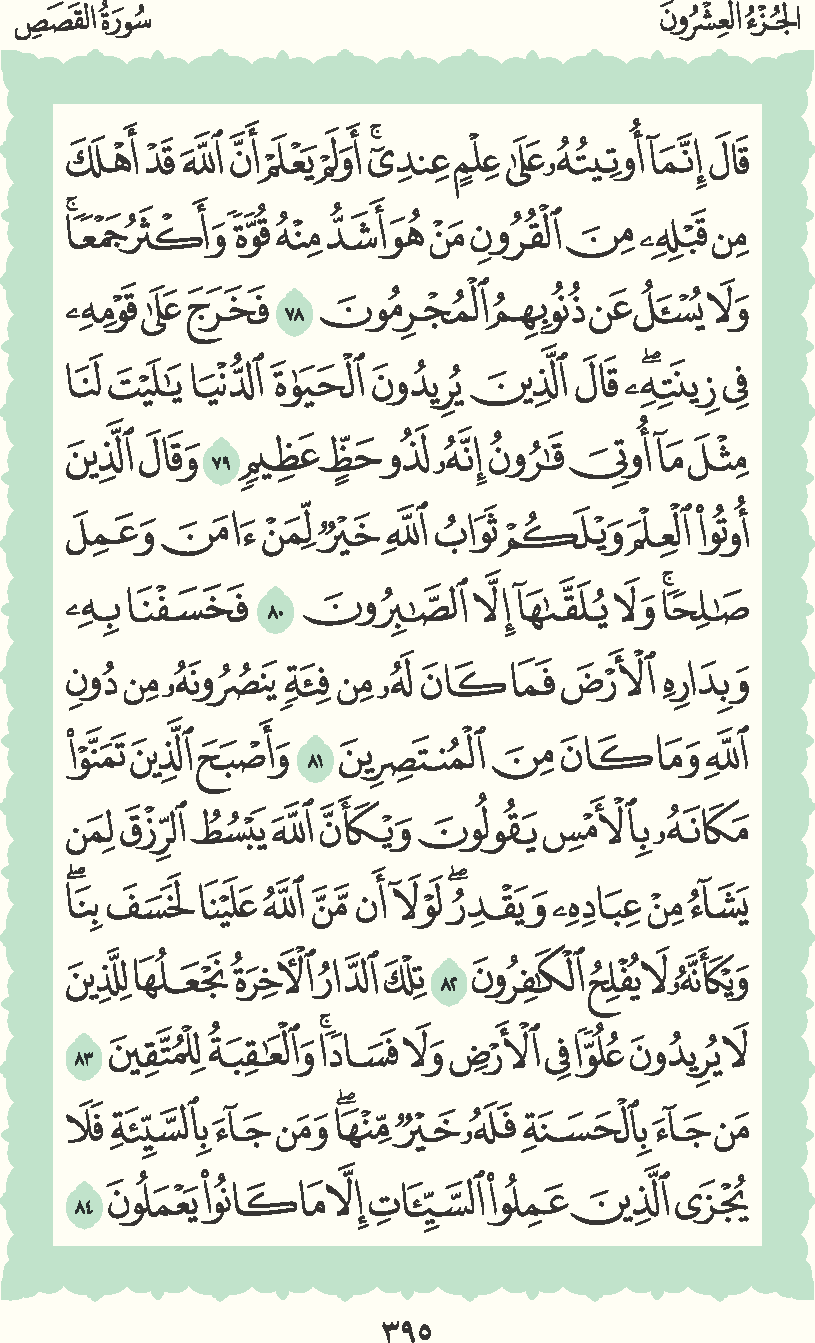 الجُزْءُ العِشْرُونَ
سُورَةُ القَصَصِ
قَالَ إِنَّمَآ أُوتِيتُهُۥ عَلَىٰ عِلْمٍ عِندِىٓ ۚ أَوَلَمْ يَعْلَمْ أَنَّ ٱللَّهَ قَدْ أَهْلَكَ
مِن قَبْلِهِۦ مِنَ ٱلْقُرُونِ مَنْ هُوَ أَشَدُّ مِنْهُ قُوَّةً وَأَكْثَرُ جَمْعًا ۚ
وَلَا يُسْـَٔلُ عَن ذُنُوبِهِمُ ٱلْمُجْرِمُونَ ٧٨ فَخَرَجَ عَلَىٰ قَوْمِهِۦ
فِى زِينَتِهِۦ ۖ قَالَ ٱلَّذِينَ يُرِيدُونَ ٱلْحَيَوٰةَ ٱلدُّنْيَا يَـٰلَيْتَ لَنَا
مِثْلَ مَآ أُوتِىَ قَـٰرُونُ إِنَّهُۥ لَذُو حَظٍّ عَظِيمٍ ٧٩ وَقَالَ ٱلَّذِينَ
أُوتُوا۟ ٱلْعِلْمَ وَيْلَكُمْ ثَوَابُ ٱللَّهِ خَيْرٌ لِّمَنْ ءَامَنَ وَعَمِلَ
صَـٰلِحًا ۚ وَلَا يُلَقَّىٰهَآ إِلَّا ٱلصَّـٰبِرُونَ ٨٠ فَخَسَفْنَا بِهِۦ
وَبِدَارِهِ ٱلْأَرْضَ فَمَا كَانَ لَهُۥ مِن فِئَةٍ يَنصُرُونَهُۥ مِن دُونِ
ٱللَّهِ وَمَا كَانَ مِنَ ٱلْمُنتَصِرِينَ ٨١ وَأَصْبَحَ ٱلَّذِينَ تَمَنَّوْا۟
مَكَانَهُۥ بِٱلْأَمْسِ يَقُولُونَ وَيْكَأَنَّ ٱللَّهَ يَبْسُطُ ٱلرِّزْقَ لِمَن
يَشَآءُ مِنْ عِبَادِهِۦ وَيَقْدِرُ ۖ لَوْلَآ أَن مَّنَّ ٱللَّهُ عَلَيْنَا لَخَسَفَ بِنَا ۖ
وَيْكَأَنَّهُۥ لَا يُفْلِحُ ٱلْكَـٰفِرُونَ ٨٢ تِلْكَ ٱلدَّارُ ٱلْـَٔاخِرَةُ نَجْعَلُهَا لِلَّذِينَ
لَا يُرِيدُونَ عُلُوًّا فِى ٱلْأَرْضِ وَلَا فَسَادًا ۚ وَٱلْعَـٰقِبَةُ لِلْمُتَّقِينَ ٨٣
مَن جَآءَ بِٱلْحَسَنَةِ فَلَهُۥ خَيْرٌ مِّنْهَا ۖ وَمَن جَآءَ بِٱلسَّيِّئَةِ فَلَا
يُجْزَى ٱلَّذِينَ عَمِلُوا۟ ٱلسَّيِّـَٔاتِ إِلَّا مَا كَانُوا۟ يَعْمَلُونَ ٨٤
٣٩٥